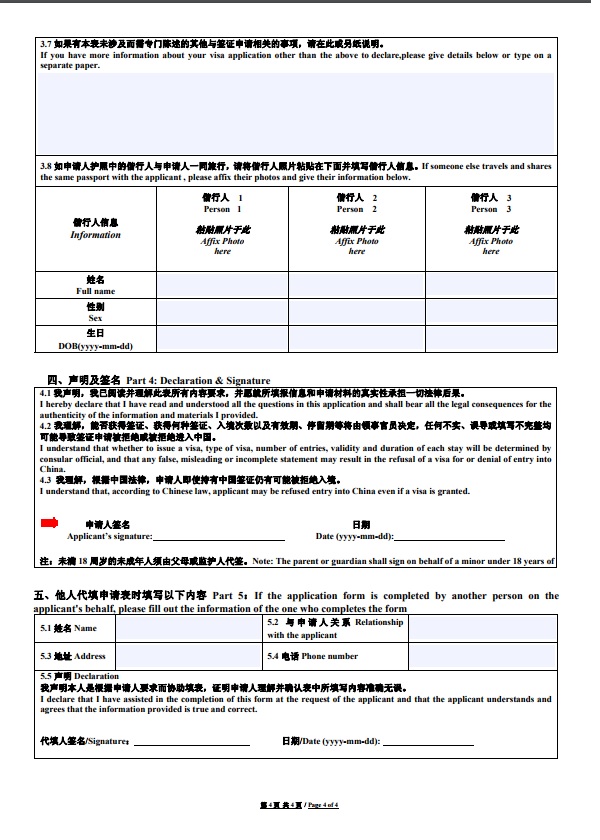 3.7 如果有本表未涉及而需专门陈述的其他与签证申请相关的事项，请在此或另纸说明。
If you have more information about your visa application other than the above to declare,please give details below or type on a
separate paper.
3.8 如申请人护照中的偕行人与申请人一同旅行，请将偕行人照片粘贴在下面并填写偕行人信息。If someone else travels and shares
the same passport with the applicant , please affix their photos and give their information below.
偕行人信息
Information
偕行人 1
Person 1
粘贴照片于此
Affix Photo
here
偕行人 2
Person 2
粘贴照片于此
Affix Photo
here
偕行人 3
Person 3
粘贴照片于此
Affix Photo
here
姓名
Full name
性别
Sex
生日
DOB(yyyy-mm-dd)
四、声明及签名 Part 4: Declaration & Signature
4.1 我声明，我已阅读并理解此表所有内容要求，并愿就所填报信息和申请材料的真实性承担一切法律后果。
I hereby declare that I have read and understood all the questions in this application and shall bear all the legal consequences for the
authenticity of the information and materials I provided.
4.2 我理解，能否获得签证、获得何种签证、入境次数以及有效期、停留期等将由领事官员决定，任何不实、误导或填写不完整均
可能导致签证申请被拒绝或被拒绝进入中国。
I understand that whether to issue a visa, type of visa, number of entries, validity and duration of each stay will be determined by
consular official, and that any false, misleading or incomplete statement may result in the refusal of a visa for or denial of entry into
China.
4.3 我理解，根据中国法律，申请人即使持有中国签证仍有可能被拒绝入境。
I understand that, according to Chinese law, applicant may be refused entry into China even if a visa is granted.
申请人签名 日期
Applicant's signature: Date (yyyy-mm-dd):
注：未满 18 周岁的未成年人须由父母或监护人代签。Note: The parent or guardian shall sign on behalf of a minor under 18 years of
五、他人代填申请表时填写以下内容 Part 5: If the application form is completed by another person on the
applicant's behalf, please fill out the information of the one who completes the form
5.1 姓名 Name
5.2 与申请人关系 Relationship
with the applicant
5.3 地址 Address
5.4 电话 Phone number
5.5 声明 Declaration
我声明本人是根据申请人要求而协助填表，证明申请人理解并确认表中所填写内容准确无误。
I declare that I have assisted in the completion of this form at the request of the applicant and that the applicant understands and
agrees that the information provided is true and correct.
代填人签名/Signature: 日期/Date (yyyy-mm-dd):
第 4 页 共 4 页 / Page 4 of 4